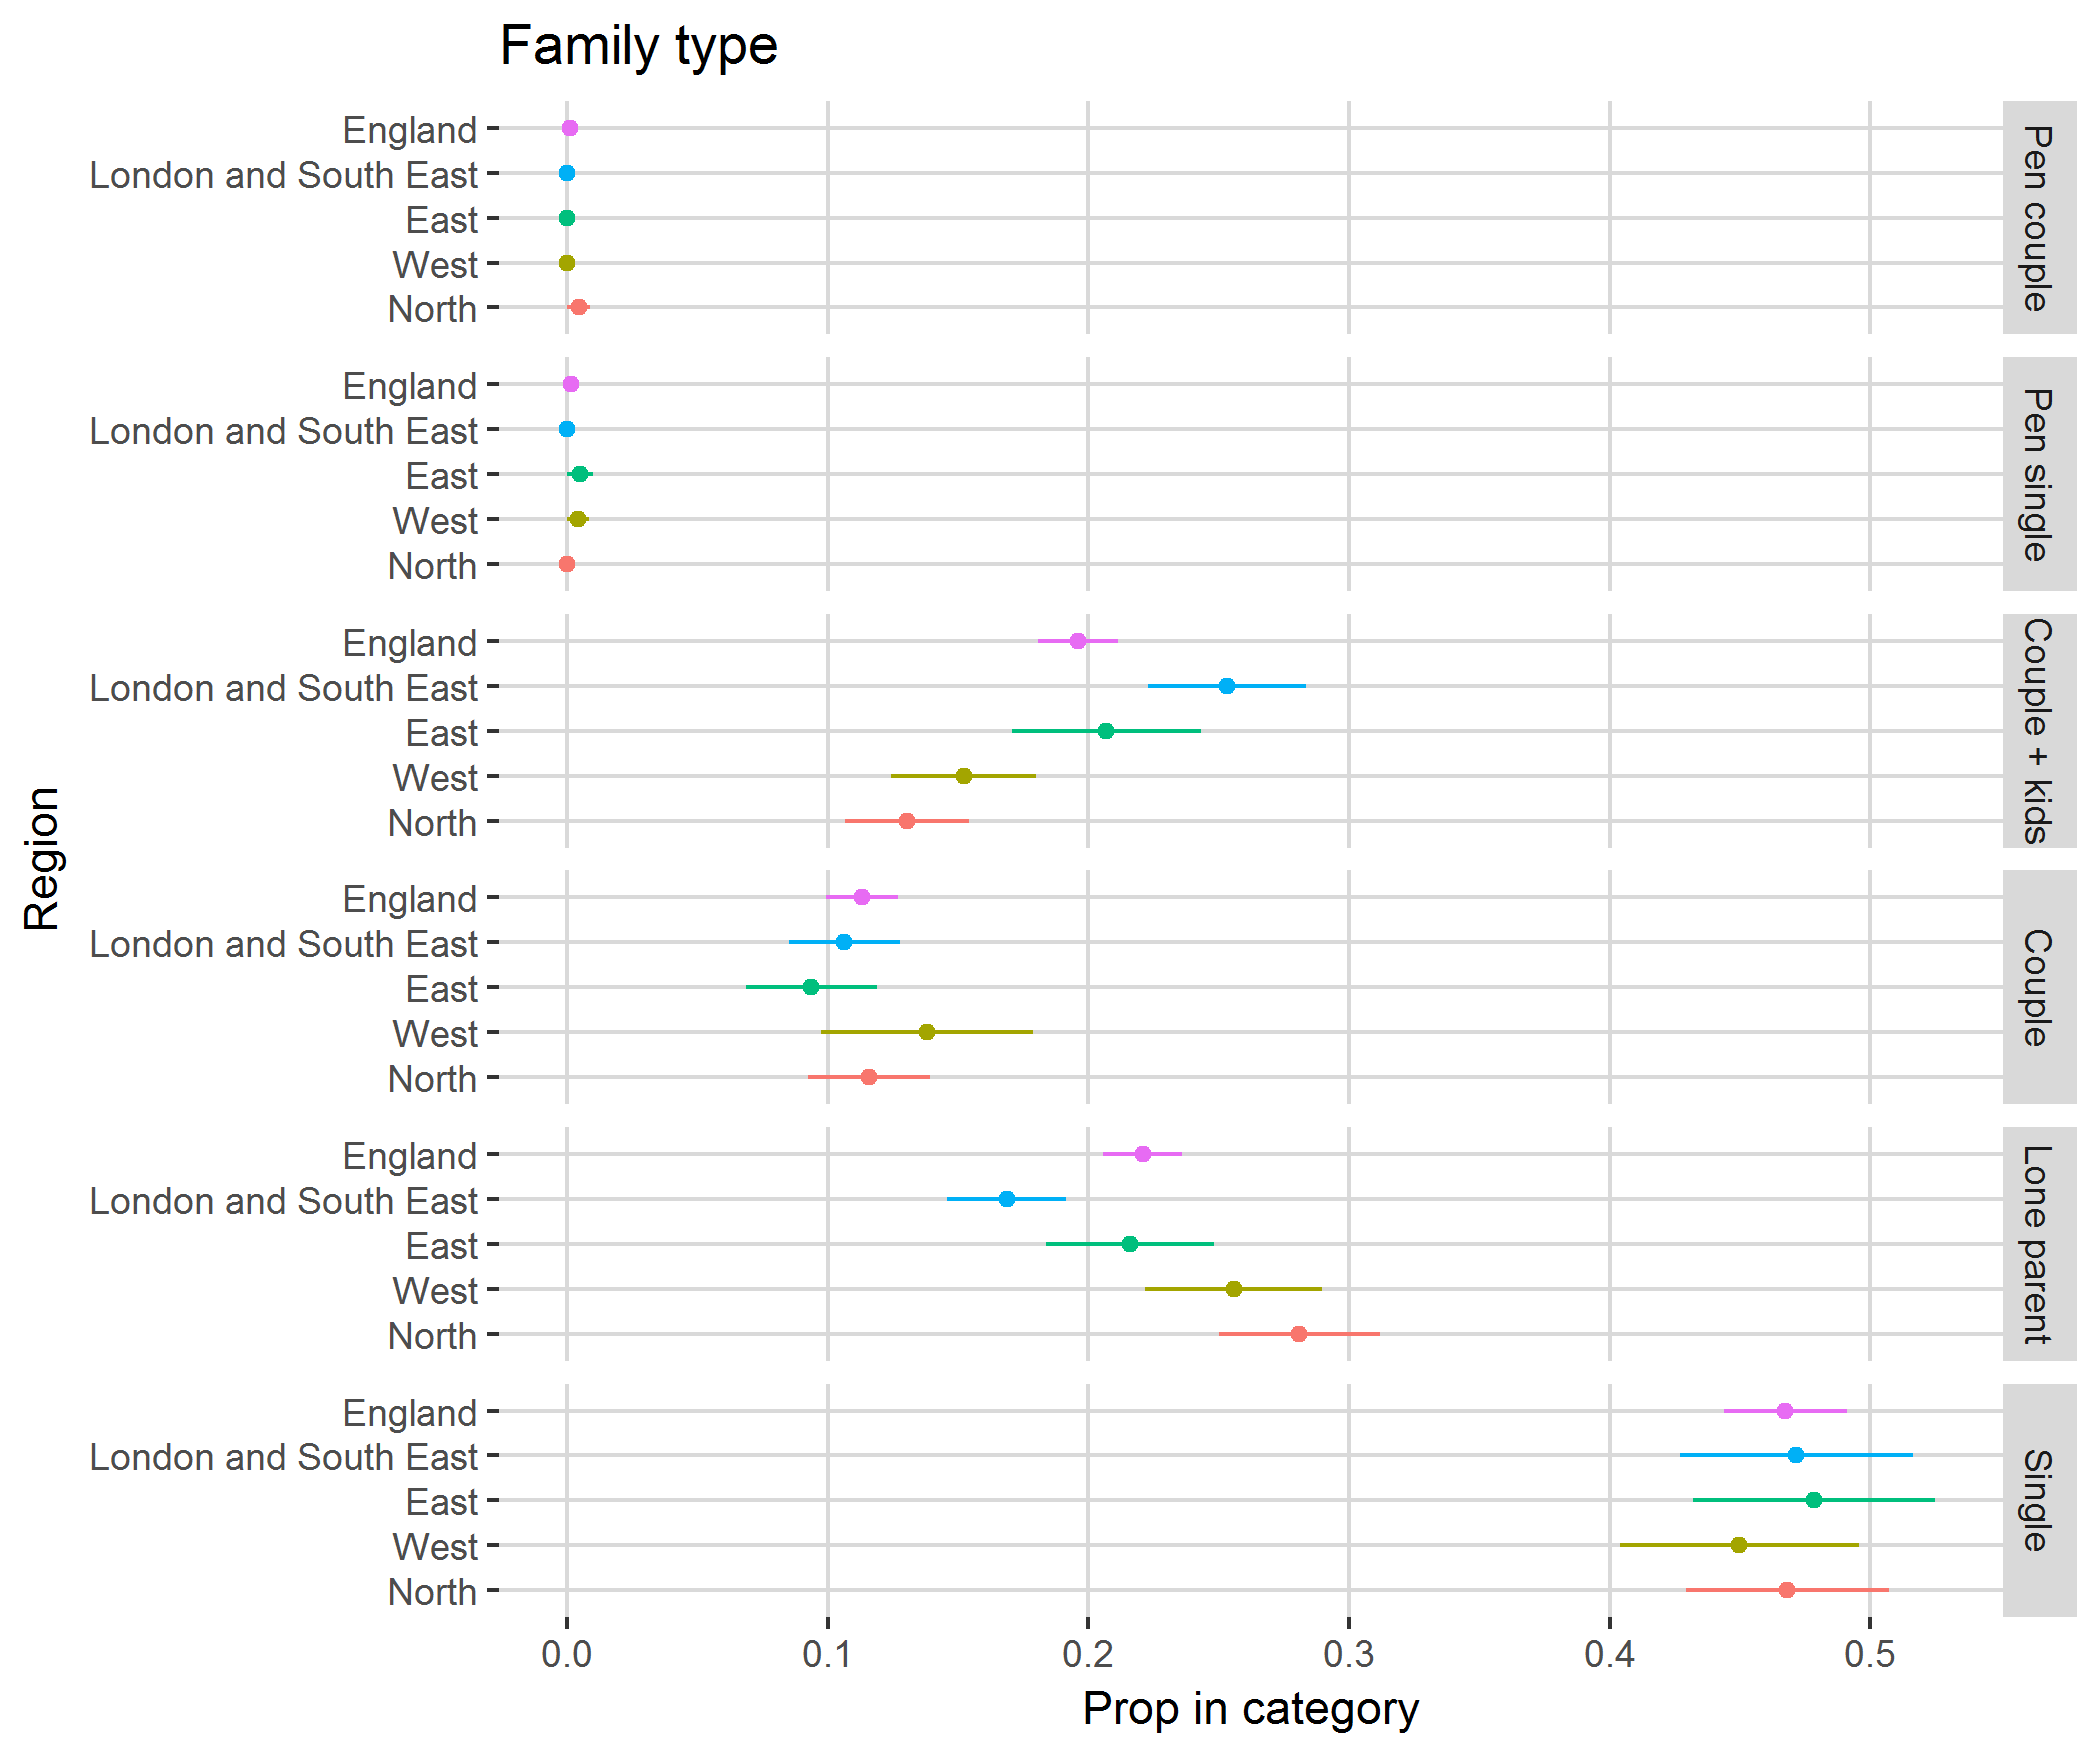 Family type
England
London and South East
East
West
North
Pen couple
England
London and South East
East
West
North
Pen single
England
London and South East
East
West
North
Couple + kids
England
London and South East
East
West
North
Couple
England
London and South East
East
West
North
Lone parent
England
London and South East
East
West
North
Single
Region
0.0 0.1 0.2 0.3 0.4 0.5
Prop in category